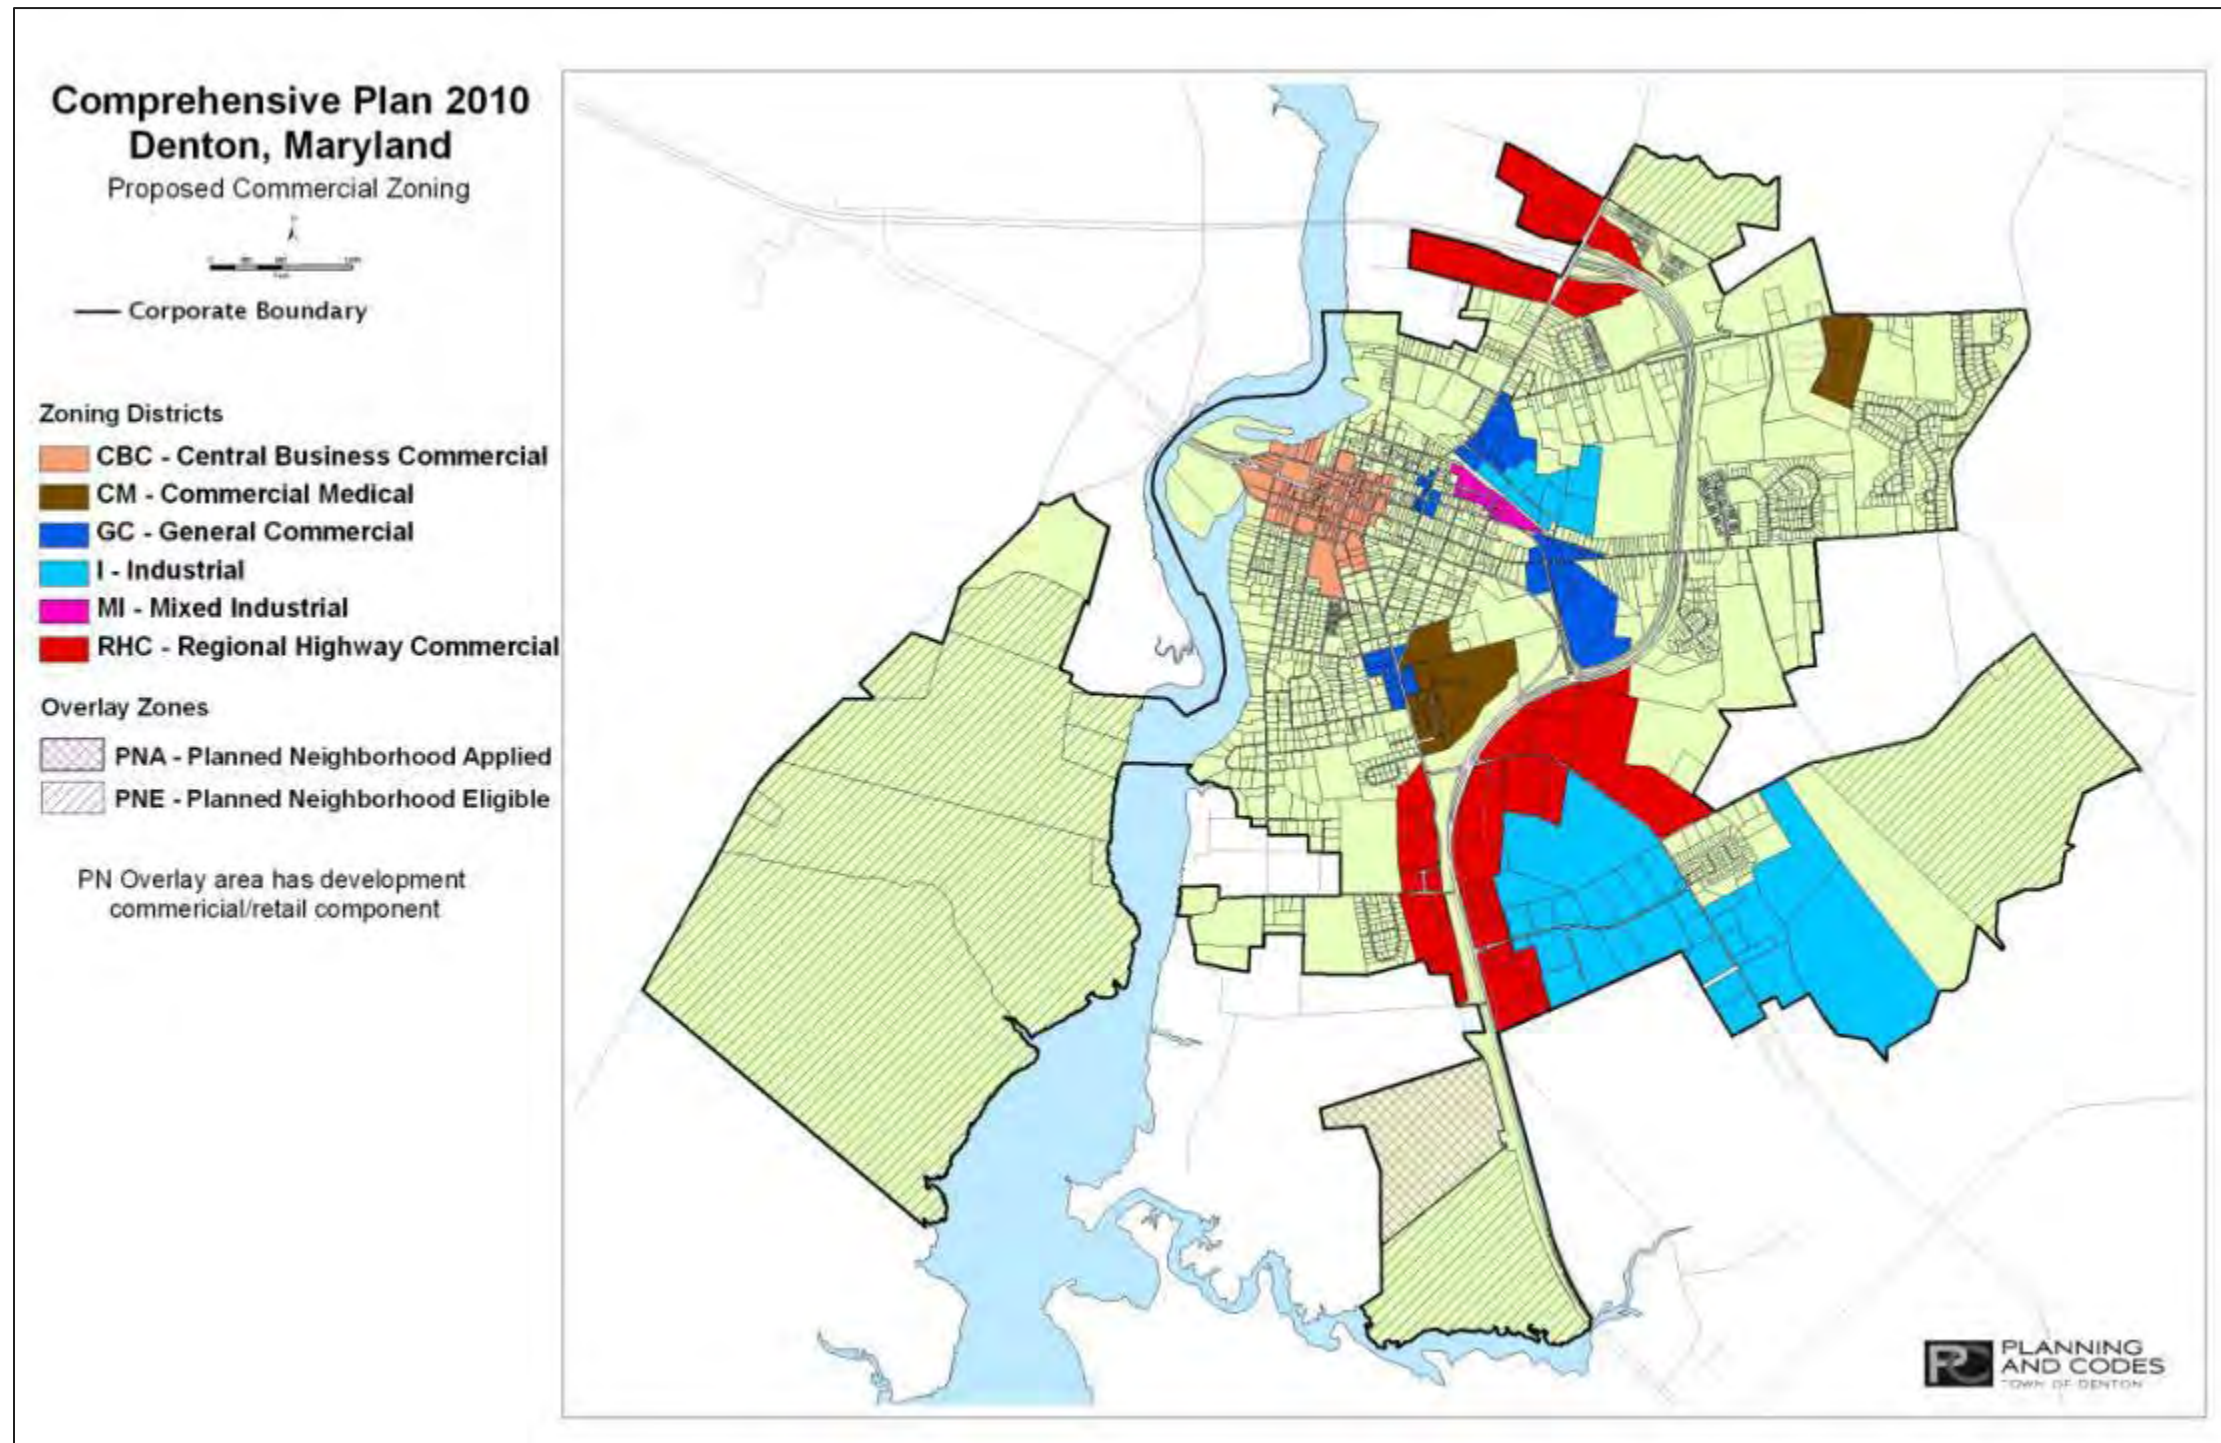 Comprehensive Plan 2010
Denton, Maryland
Proposed Commercial Zoning
Corporate Boundary
Zoning Districts
CBC - Central Business Commercial
CM - Commercial Medical
GC - General Commercial
I - Industrial
MI - Mixed Industrial
RHC - Regional Highway Commercial
Overlay Zones
PNA - Planned Neighborhood Applied
PNE - Planned Neighborhood Eligible
PN Overlay area has development
commericial/retail component
PLANNING
AND CODES
TOWN OF DENTON